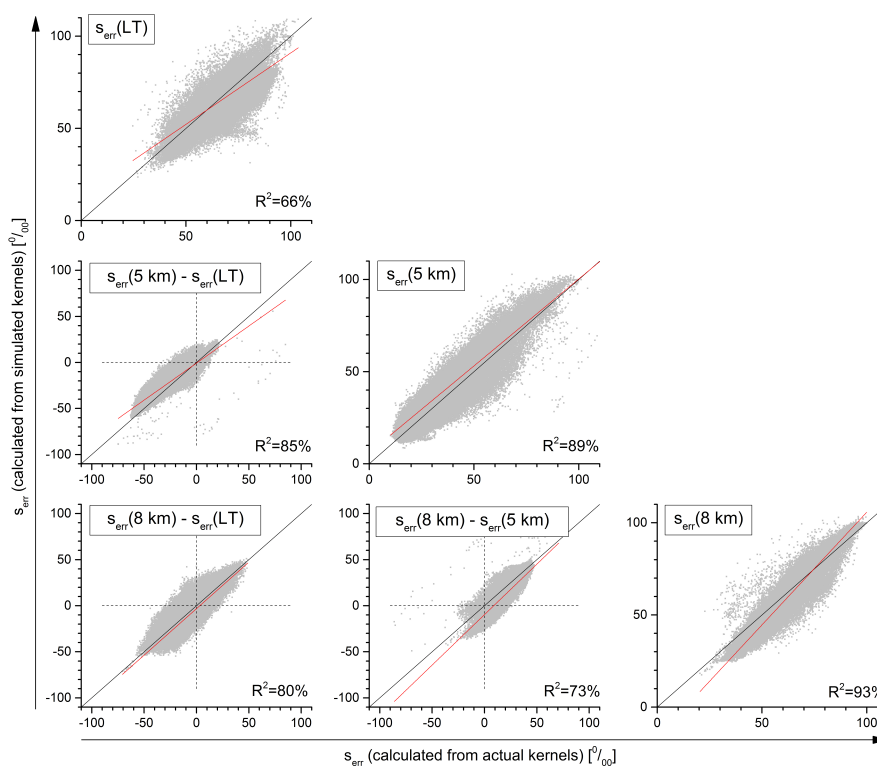 s_err(LT)
100
50
0
0 50 100
R²=66%
s_err(5 km) - s_err(LT)
100
50
0
-50
-100
-100 -50 0 50 100
R²=85%
s_err(5 km)
100
50
0
0 50 100
R²=89%
s_err(8 km) - s_err(LT)
100
50
0
-50
-100
-100 -50 0 50 100
R²=80%
s_err(8 km) - s_err(5 km)
100
50
0
-50
-100
-100 -50 0 50 100
R²=73%
s_err(8 km)
100
50
0
0 50 100
R²=93%
s_err (calculated from simulated kernels) [⁰/₀₀]
s_err (calculated from actual kernels) [⁰/₀₀]